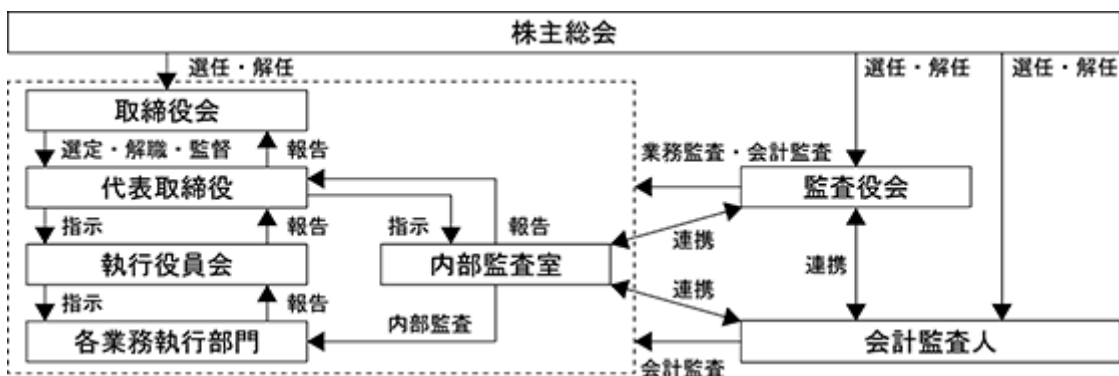 株主総会
選任・解任
選任・解任
選任・解任
取締役会
選定・解職・監督
報告
業務監査・会計監査
代表取締役
監査役会
指示
報告
指示
報告
連携
執行役員会
内部監査室
連携
連携
指示
報告
内部監査
各業務執行部門
会計監査人
会計監査